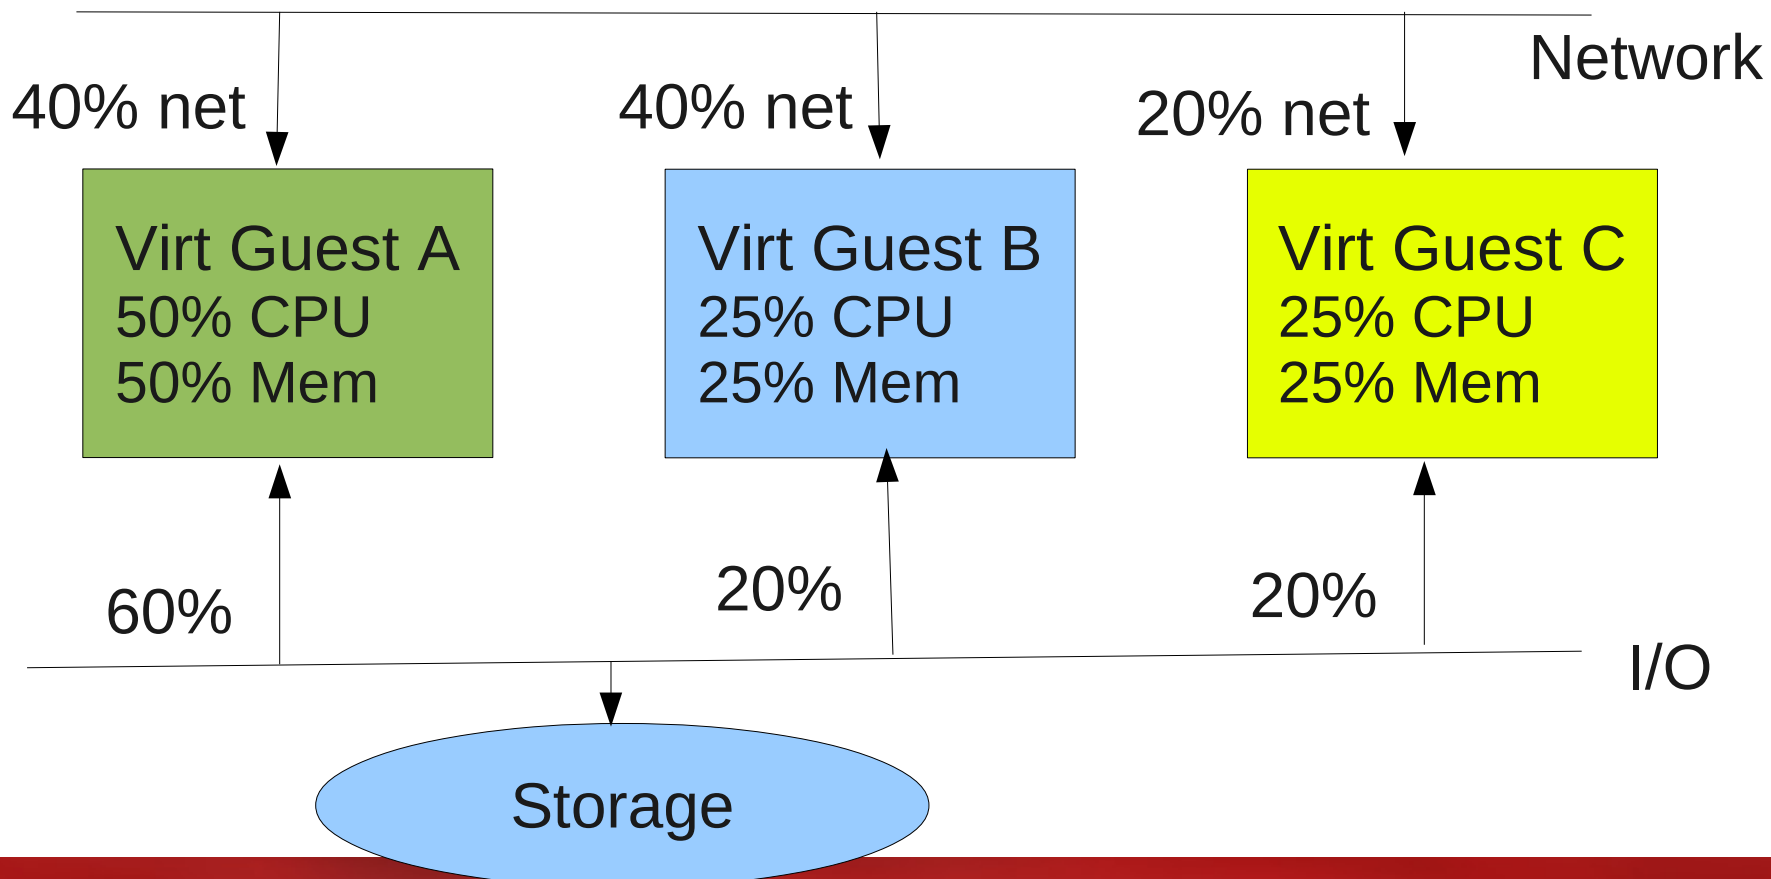 Network
40% net
40% net
20% net
Virt Guest A
50% CPU
50% Mem
Virt Guest B
25% CPU
25% Mem
Virt Guest C
25% CPU
25% Mem
60%
20%
20%
I/O
Storage